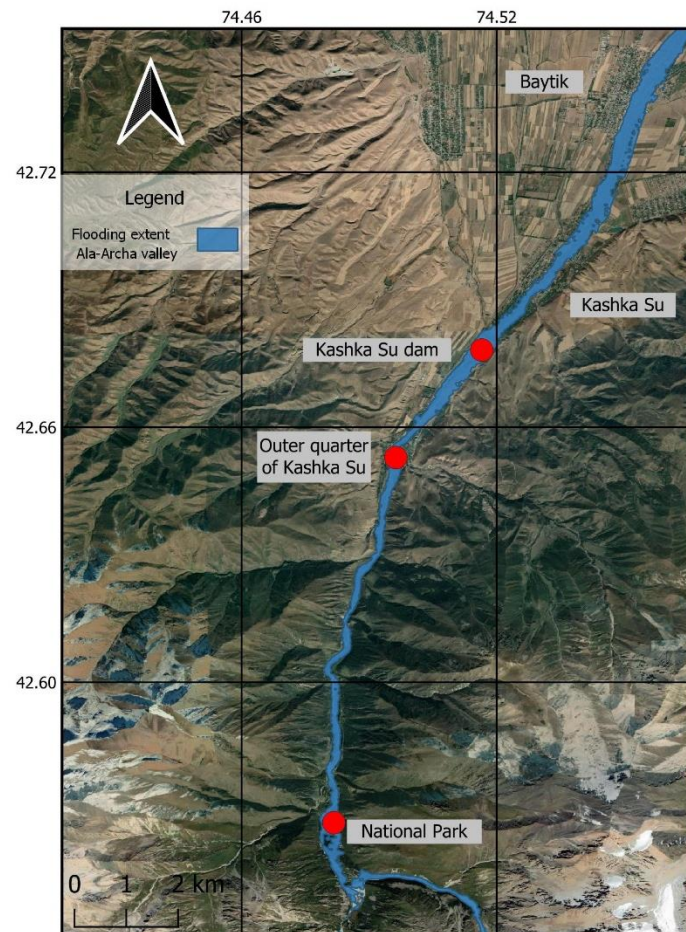 74.46
74.52
Baytik
42.72
Legend
Flooding extent
Ala-Archa valley
Kashka Su
Kashka Su dam
42.66
Outer quarter
of Kashka Su
42.60
National Park
0 1 2 km